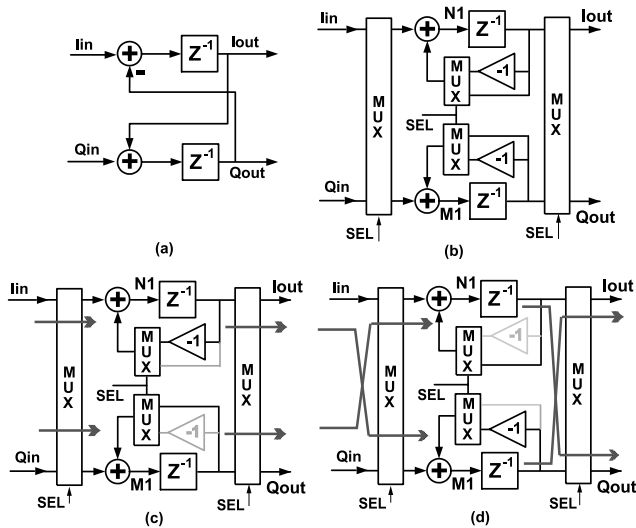 Iin
Z⁻¹
Iout
Qin
Z⁻¹
Qout
(a)
Iin
N1
Z⁻¹
Iout
MUX
MUX
-1
SEL
MUX
-1
MUX
Qin
M1
Z⁻¹
Qout
SEL
SEL
(b)
Iin
N1
Z⁻¹
Iout
MUX
MUX
-1
SEL
MUX
-1
MUX
Qin
M1
Z⁻¹
Qout
SEL
SEL
(c)
Iin
N1
Z⁻¹
Iout
MUX
MUX
-1
SEL
MUX
-1
MUX
Qin
M1
Z⁻¹
Qout
SEL
SEL
(d)